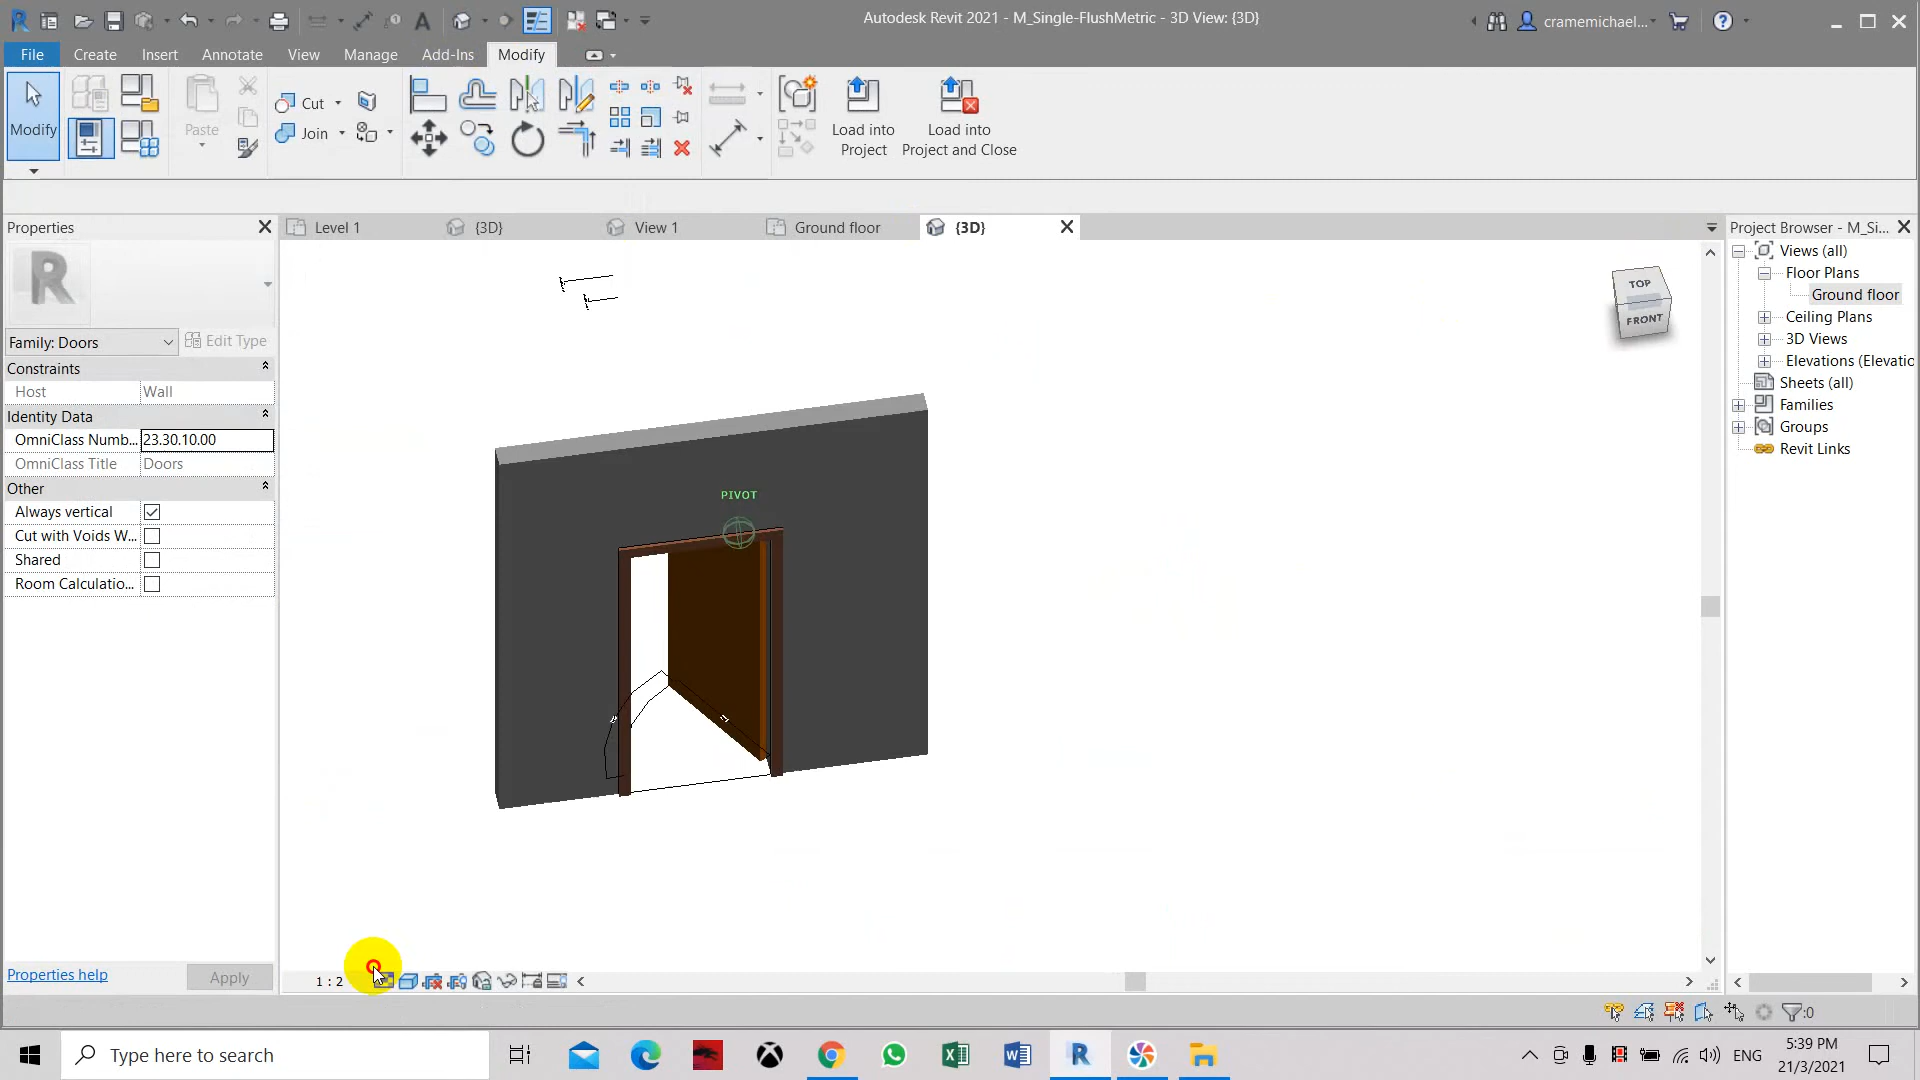 Autodesk Revit 2021 - M_Single-FlushMetric - 3D View: {3D}
cramemichael...
File
Create
Insert
Annotate
View
Manage
Add-Ins
Modify
Modify
Paste
Cut
Join
Load into
Project
Load into
Project and Close
Properties
Level 1
{3D}
View 1
Ground floor
{3D}
Project Browser - M_Si...
R
Family: Doors
Edit Type
Constraints
Host
Wall
Identity Data
OmniClass Numb...
23.30.10.00
OmniClass Title
Doors
Other
Always vertical
Cut with Voids W...
Shared
Room Calculatio...
Properties help
Apply
PIVOT
TOP
FRONT
Views (all)
Floor Plans
Ground floor
Ceiling Plans
3D Views
Elevations (Elevatio
Sheets (all)
Families
Groups
Revit Links
1 : 2
:0
Type here to search
ENG
5:39 PM
21/3/2021